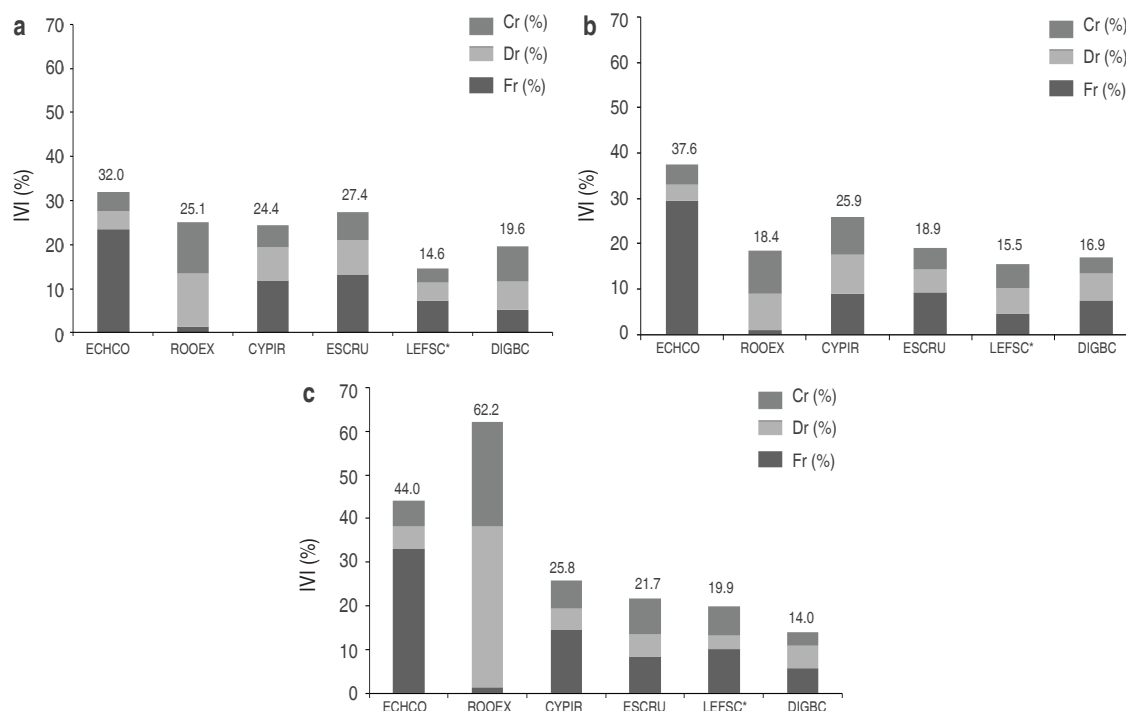 a
IVI (%)
70
60
50
40
30
20
10
0
Cr (%)
Dr (%)
Fr (%)
32.0
25.1
24.4
27.4
14.6
19.6
ECHCO ROOEX CYPIR ESCRU LEFSC* DIGBC
b
IVI (%)
70
60
50
40
30
20
10
0
Cr (%)
Dr (%)
Fr (%)
37.6
18.4
25.9
18.9
15.5
16.9
ECHCO ROOEX CYPIR ESCRU LEFSC* DIGBC
c
IVI (%)
70
60
50
40
30
20
10
0
Cr (%)
Dr (%)
Fr (%)
44.0
62.2
25.8
21.7
19.9
14.0
ECHCO ROOEX CYPIR ESCRU LEFSC* DIGBC